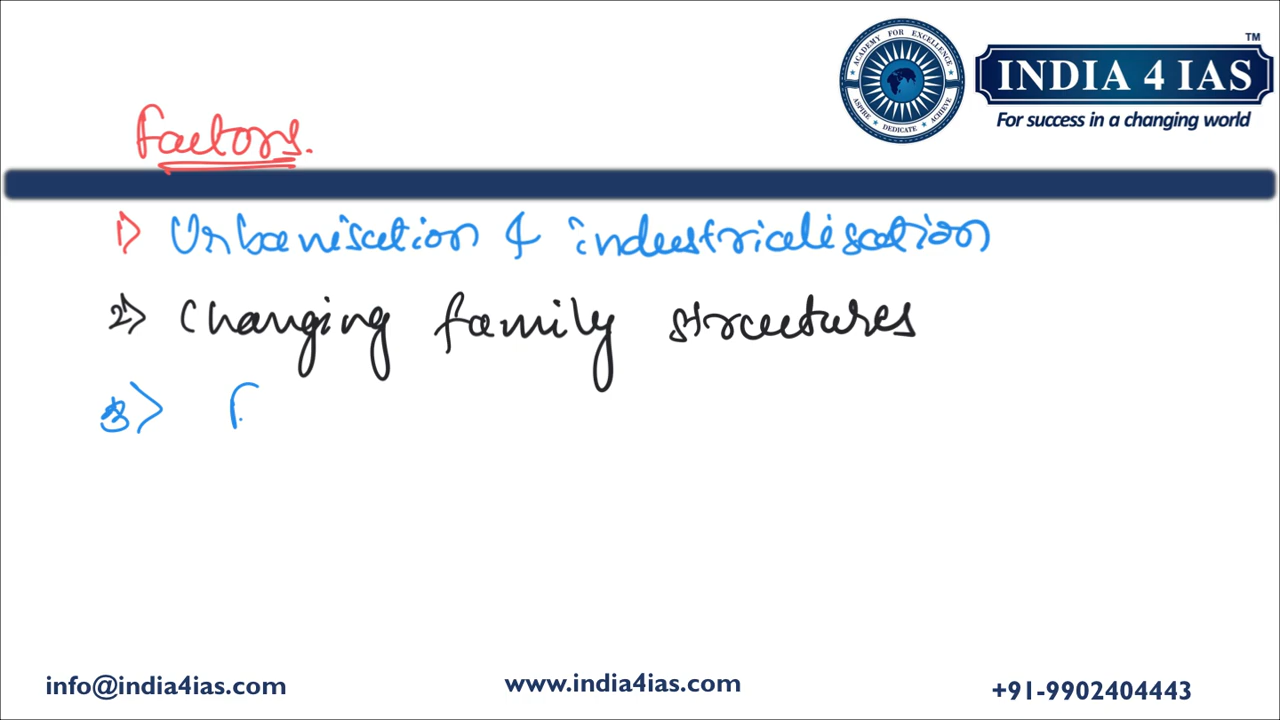 ACADEMY FOR EXCELLENCE
ASPIRE ★ DEDICATE ★ ACHIEVE
TM
INDIA 4 IAS
For success in a changing world
Factors.
1) Urbanisation & industrialisation
2) Changing family structures
3)
info@india4ias.com
www.india4ias.com
+91-9902404443